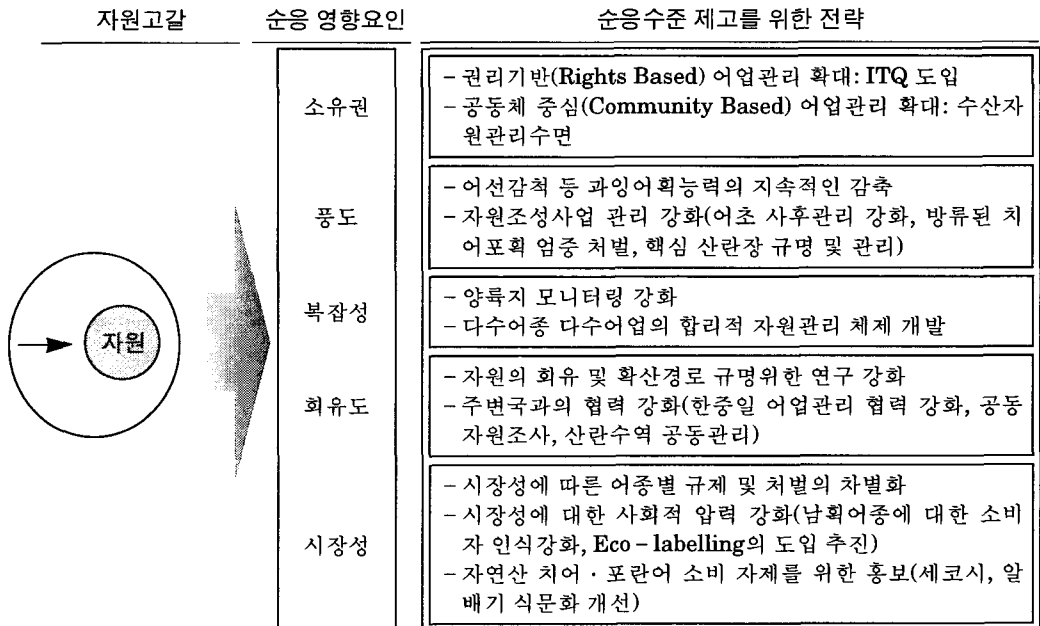 자원고갈
순응 영향요인
순응수준 제고를 위한 전략
자원
소유권
– 권리기반(Rights Based) 어업관리 확대: ITQ 도입
– 공동체 중심(Community Based) 어업관리 확대: 수산자
원관리수면
풍도
– 어선감척 등 과잉어획능력의 지속적인 감축
– 자원조성사업 관리 강화(어초 사후관리 강화, 방류된 치
어포획 엄중 처벌, 핵심 산란장 규명 및 관리)
복잡성
– 양륙지 모니터링 강화
– 다수어종 다수어업의 합리적 자원관리 체제 개발
회유도
– 자원의 회유 및 확산경로 규명위한 연구 강화
– 주변국과의 협력 강화(한중일 어업관리 협력 강화, 공동
자원조사, 산란수역 공동관리)
시장성
– 시장성에 따른 어종별 규제 및 처벌의 차별화
– 시장성에 대한 사회적 압력 강화(남획어종에 대한 소비
자 인식강화, Eco – labelling의 도입 추진)
– 자연산 치어 · 포란어 소비 자제를 위한 홍보(세코시, 알
배기 식문화 개선)